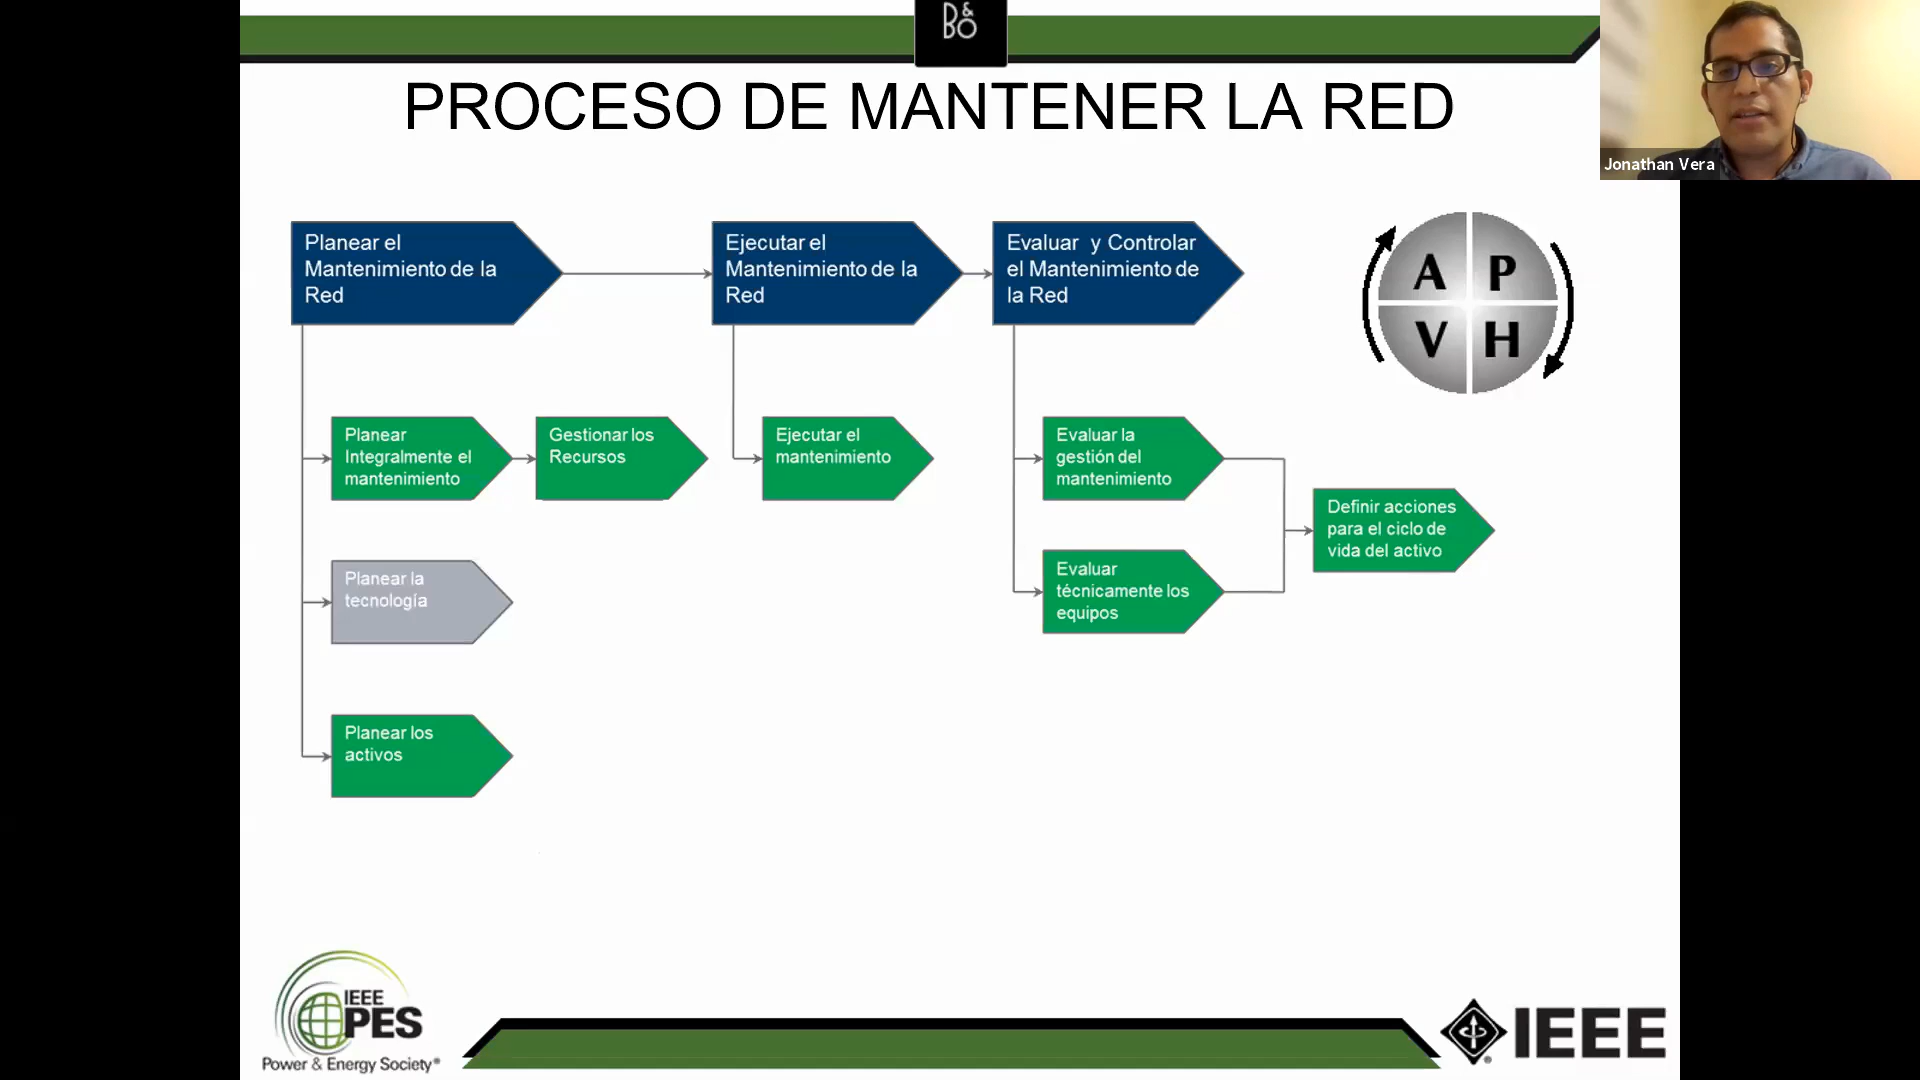 B&O
PROCESO DE MANTENER LA RED
Jonathan Vera
Planear el
Mantenimiento de la
Red
Ejecutar el
Mantenimiento de la
Red
Evaluar y Controlar
el Mantenimiento de
la Red
A P
V H
Planear
Integralmente el
mantenimiento
Gestionar los
Recursos
Ejecutar el
mantenimiento
Evaluar la
gestión del
mantenimiento
Definir acciones
para el ciclo de
vida del activo
Planear la
tecnología
Evaluar
técnicamente los
equipos
Planear los
activos
IEEE
PES
Power & Energy Society®
IEEE